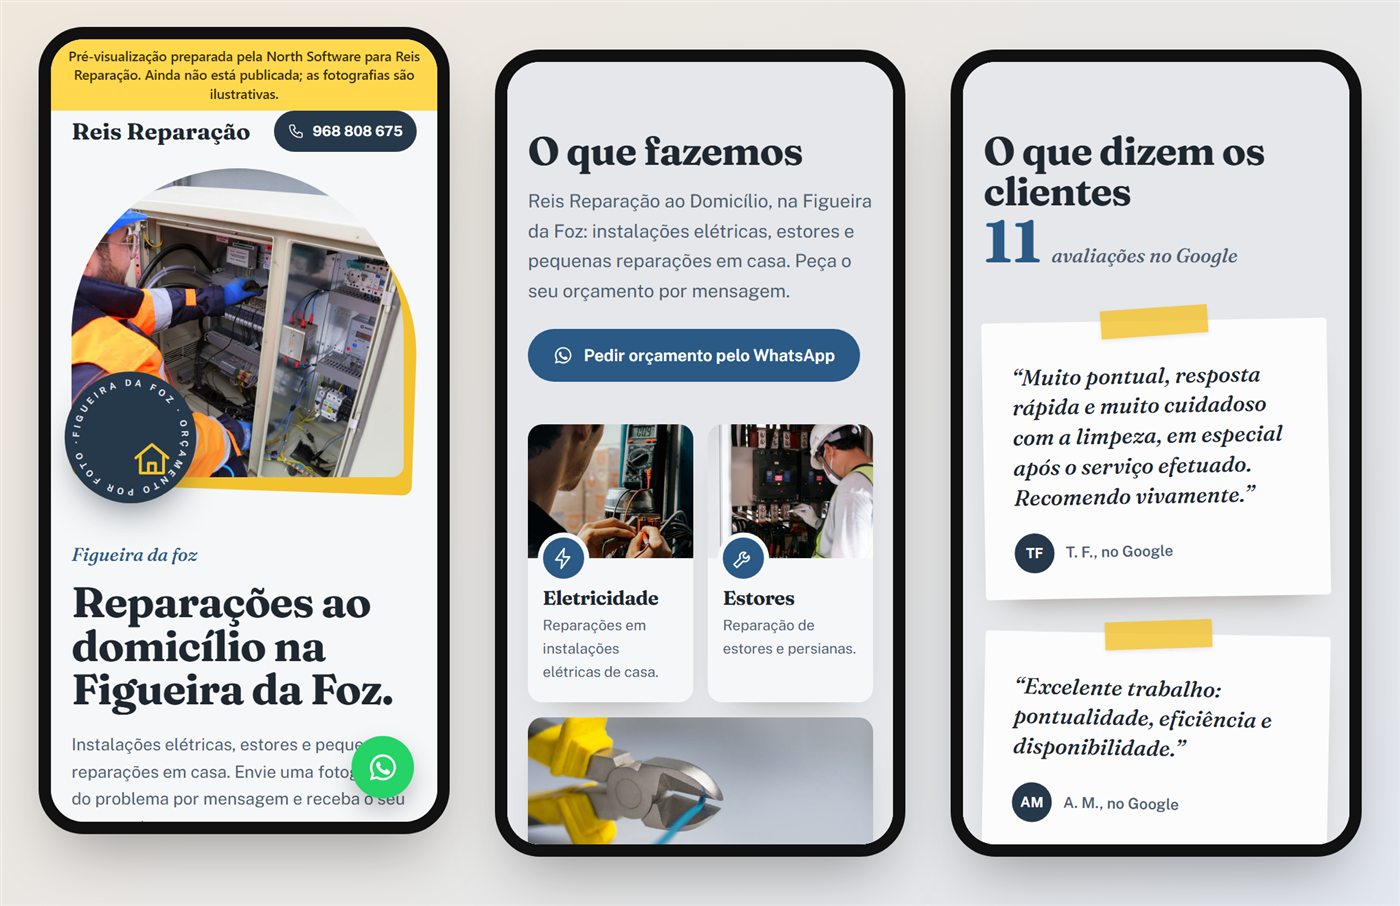 Pré-visualização preparada pela North Software para Reis
Reparação. Ainda não está publicada; as fotografias são
ilustrativas.
Reis Reparação
968 808 675
FIGUEIRA DA FOZ · ORÇAMENTO POR FOTO ·
Figueira da foz
Reparações ao
domicílio na
Figueira da Foz.
Instalações elétricas, estores e
reparações em casa. Envie uma
do problema por mensagem e receba o seu
O que fazemos
Reis Reparação ao Domicílio, na Figueira
da Foz: instalações elétricas, estores e
pequenas reparações em casa. Peça o
seu orçamento por mensagem.
Pedir orçamento pelo WhatsApp
Eletricidade
Reparações em
instalações
elétricas de casa.
Estores
Reparação de
estores e persianas.
O que dizem os
clientes
11 avaliações no Google
“Muito pontual, resposta
rápida e muito cuidadoso
com a limpeza, em especial
após o serviço efetuado.
Recomendo vivamente.”
TF
T. F., no Google
“Excelente trabalho:
pontualidade, eficiência e
disponibilidade.”
AM
A. M., no Google